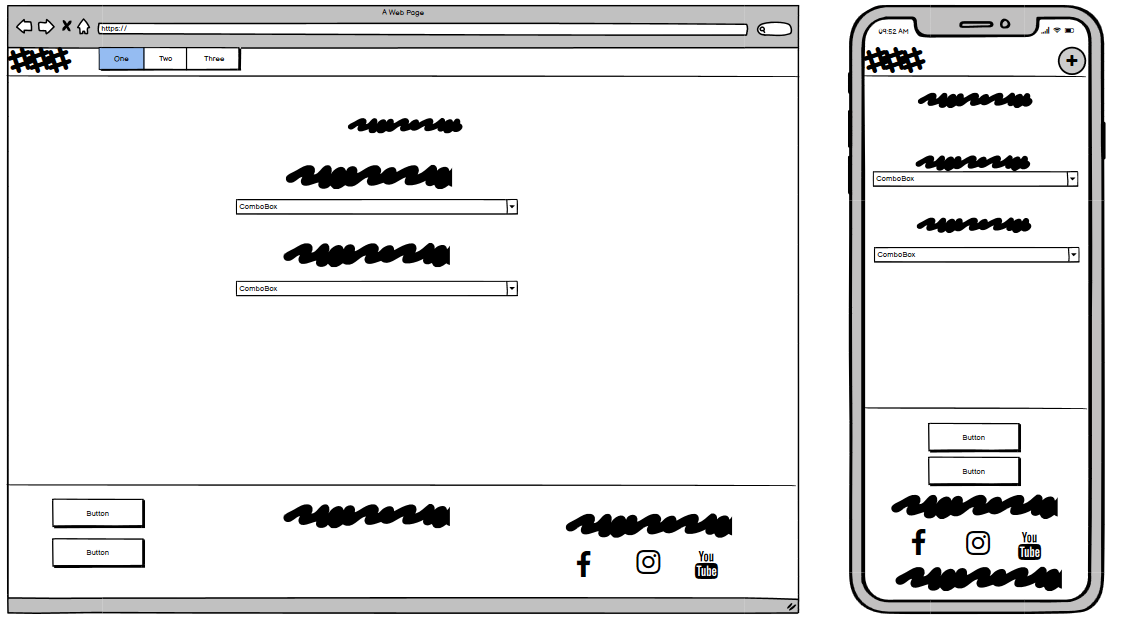 A Web Page
https://
One Two Three
ComboBox
ComboBox
Button
Button
You
Tube
09:52 AM
ComboBox
ComboBox
Button
Button
You
Tube